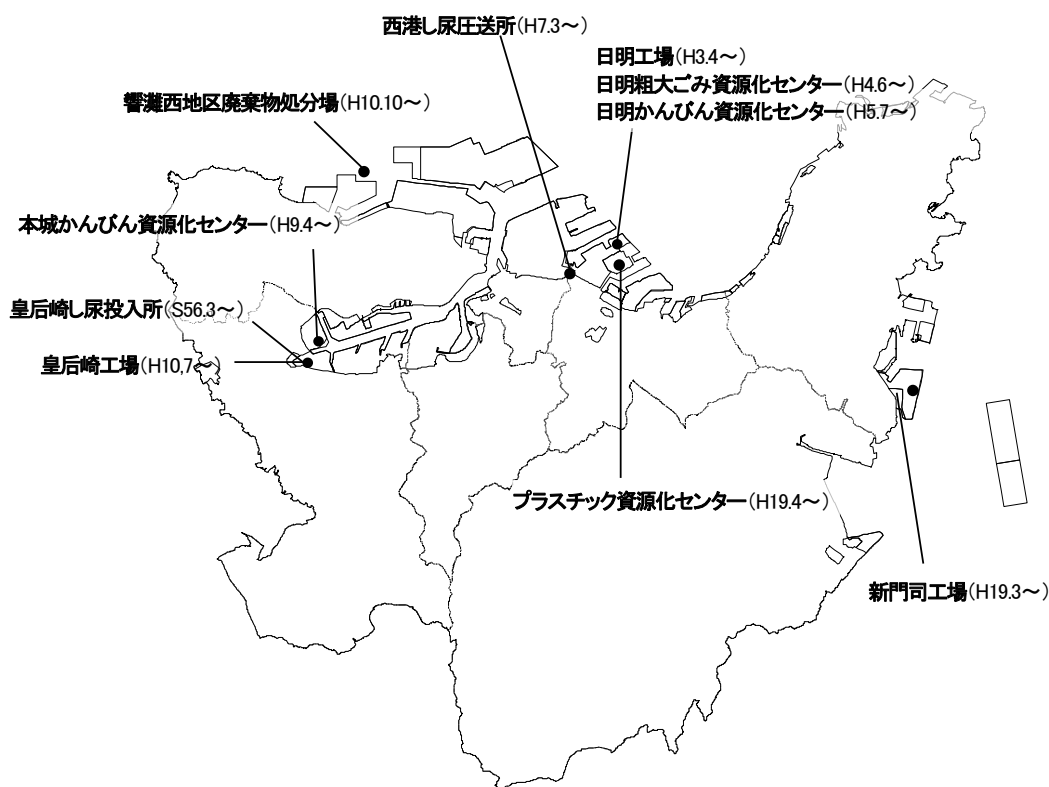 西港し尿圧送所(H7.3～)
日明工場(H3.4～)
日明粗大ごみ資源化センター(H4.6～)
日明かんびん資源化センター(H5.7～)
響灘西地区廃棄物処分場(H10.10～)
本城かんびん資源化センター(H9.4～)
皇后崎し尿投入所(S56.3～)
皇后崎工場(H10,7～)
プラスチック資源化センター(H19.4～)
新門司工場(H19.3～)